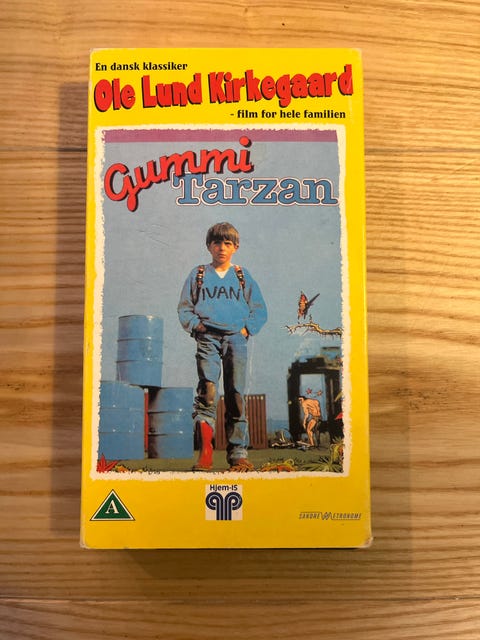 En dansk klassiker
Ole Lund Kirkegaard
- film for hele familien
Gummi
Tarzan
IVAN
A
Hjem-IS
SANDREW METRONOME